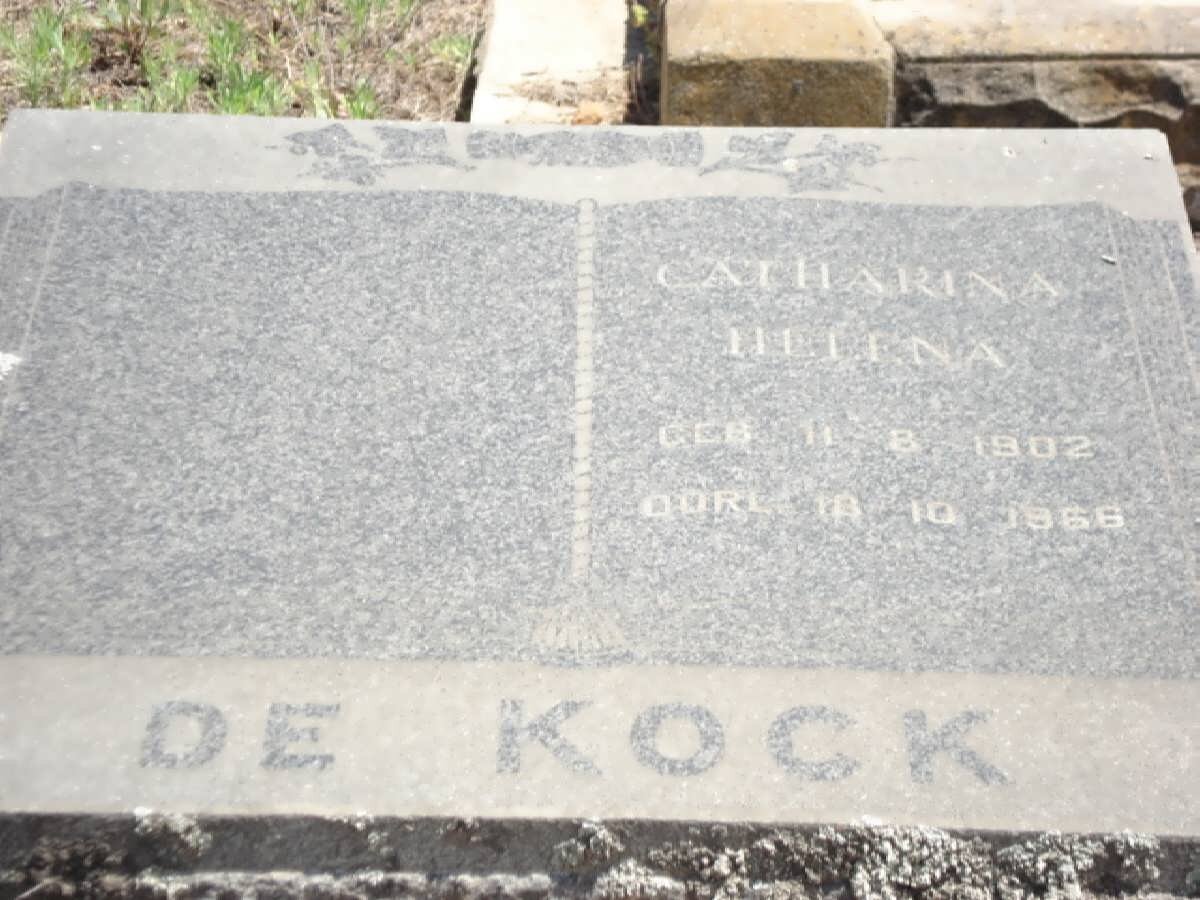 CATHARINA
HELENA
GEB 11 8 1902
OORL. 18 10 1966
DE KOCK